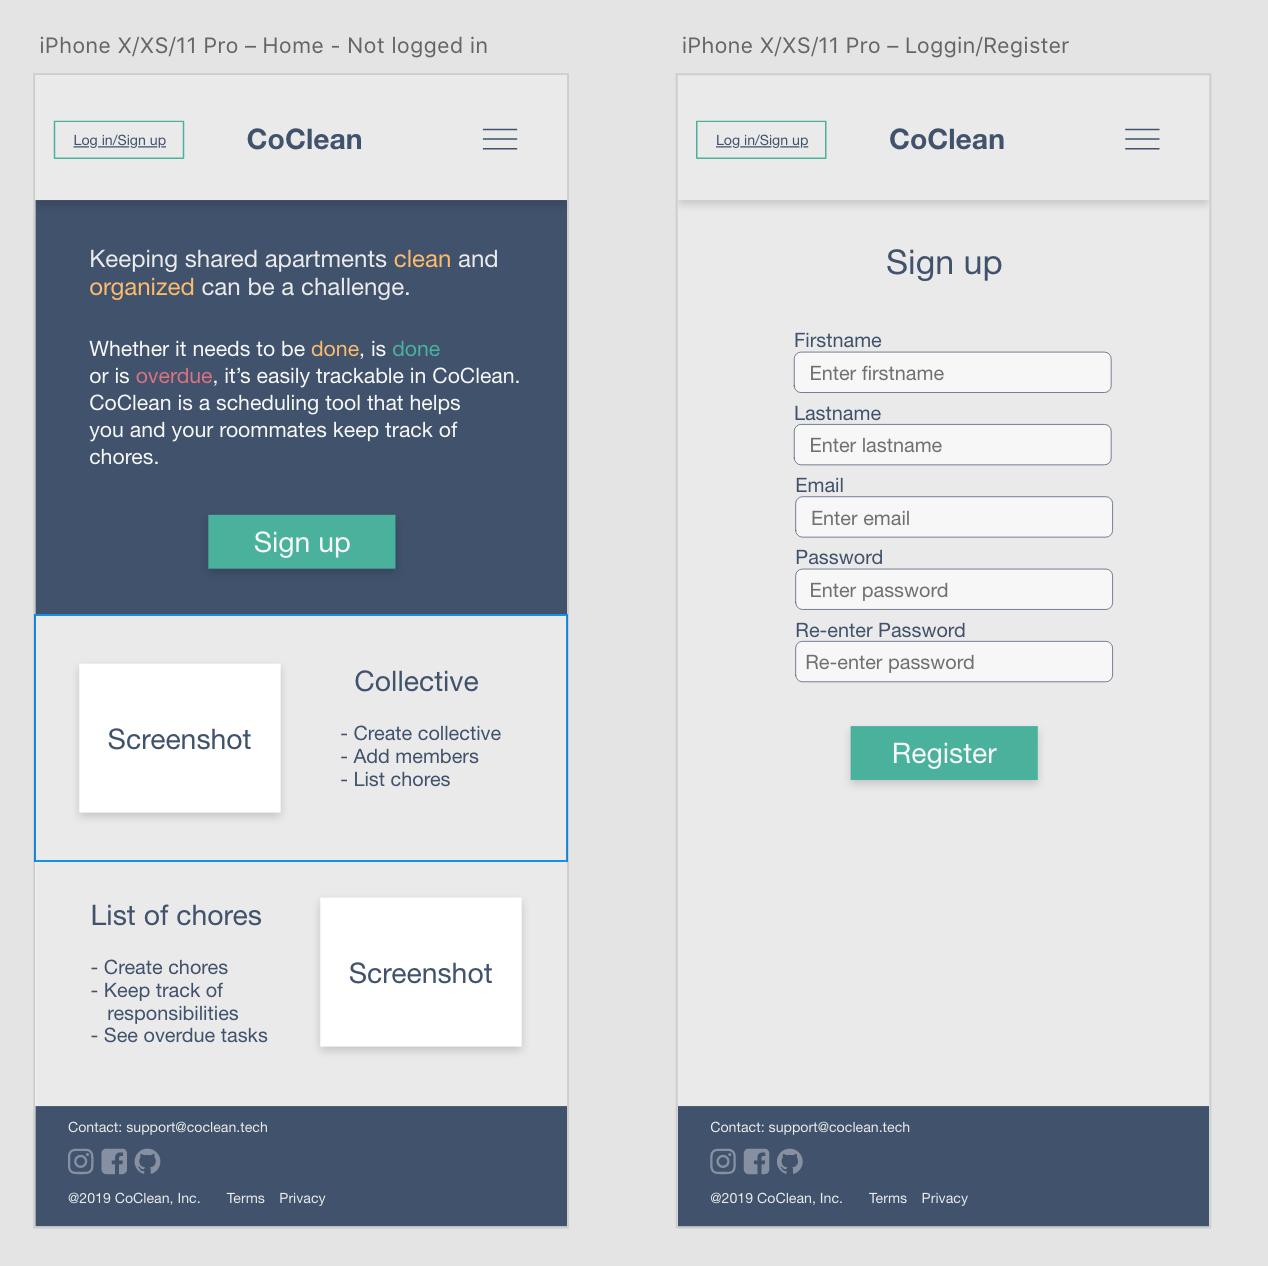 iPhone X/XS/11 Pro – Home - Not logged in
Log in/Sign up
CoClean
Keeping shared apartments clean and
organized can be a challenge.
Whether it needs to be done, is done
or is overdue, it’s easily trackable in CoClean.
CoClean is a scheduling tool that helps
you and your roommates keep track of
chores.
Sign up
Screenshot
Collective
- Create collective
- Add members
- List chores
List of chores
- Create chores
- Keep track of
responsibilities
- See overdue tasks
Screenshot
Contact: support@coclean.tech
@2019 CoClean, Inc. Terms Privacy
iPhone X/XS/11 Pro – Loggin/Register
Log in/Sign up
CoClean
Sign up
Firstname
Enter firstname
Lastname
Enter lastname
Email
Enter email
Password
Enter password
Re-enter Password
Re-enter password
Register
Contact: support@coclean.tech
@2019 CoClean, Inc. Terms Privacy